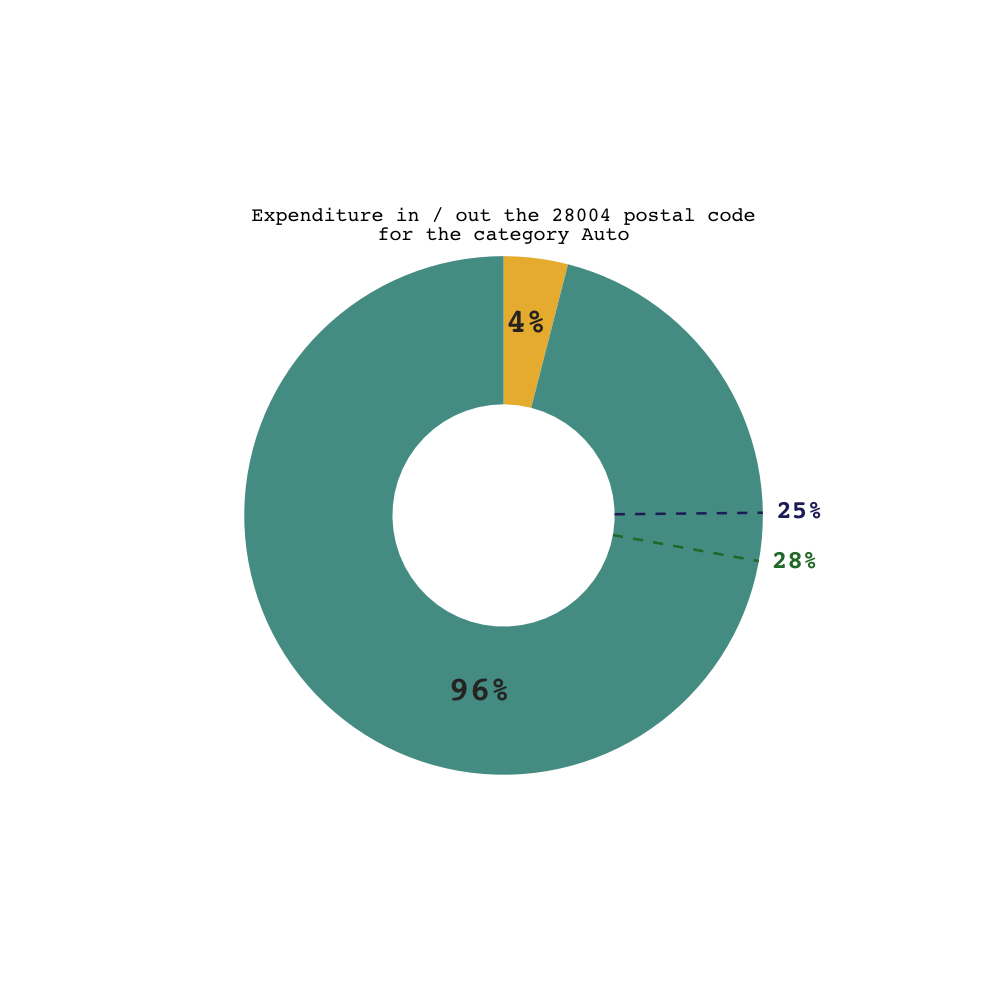 Expenditure in / out the 28004 postal code
for the category Auto
4%
25%
28%
96%